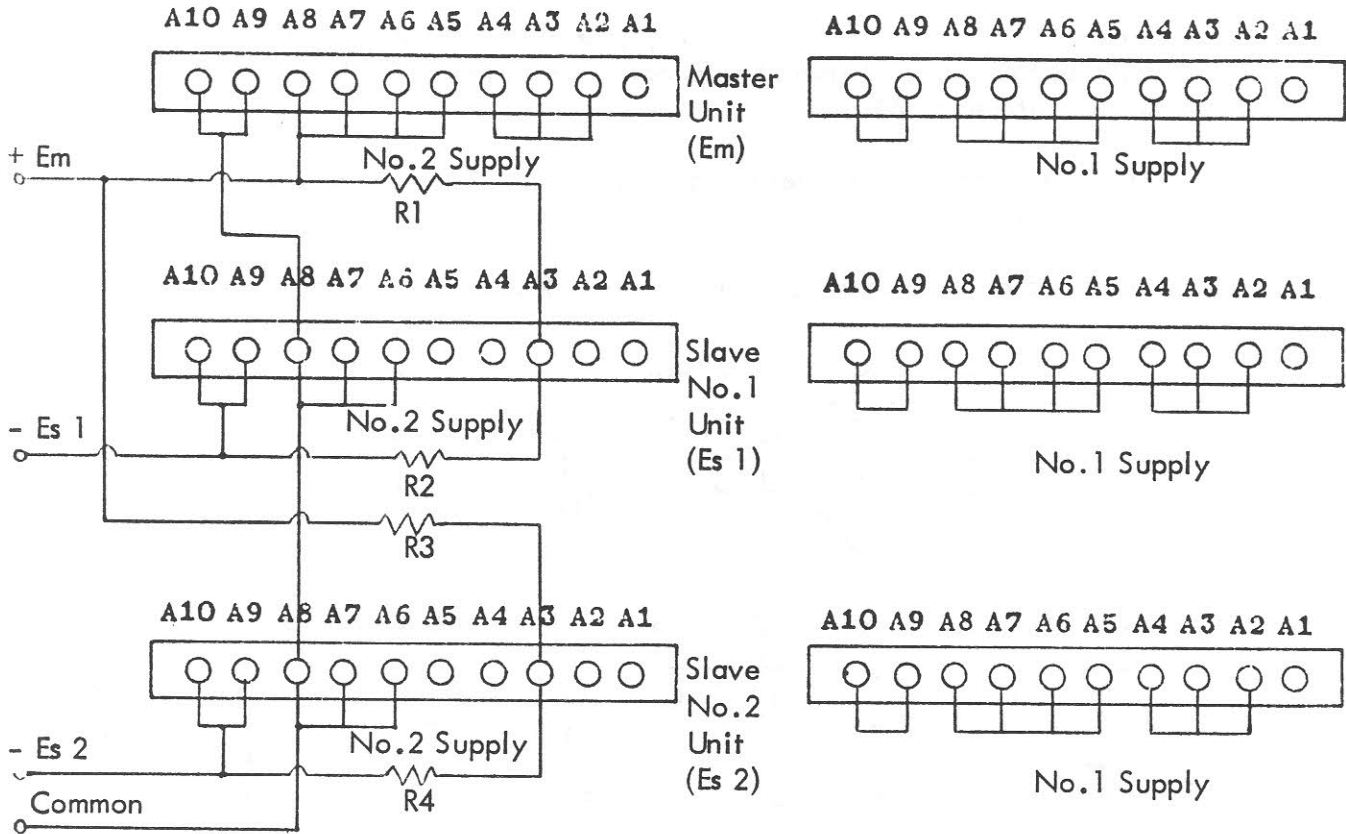 A10 A9 A8 A7 A6 A5 A4 A3 A2 A1
A10 A9 A8 A7 A6 A5 A4 A3 A2 A1
Master
Unit
(Em)
No.2 Supply
No.1 Supply
+ Em
R1
A10 A9 A8 A7 A6 A5 A4 A3 A2 A1
A10 A9 A8 A7 A6 A5 A4 A3 A2 A1
Slave
No.1
Unit
(Es 1)
No.2 Supply
No.1 Supply
- Es 1
R2
R3
A10 A9 A8 A7 A6 A5 A4 A3 A2 A1
A10 A9 A8 A7 A6 A5 A4 A3 A2 A1
Slave
No.2
Unit
(Es 2)
No.2 Supply
No.1 Supply
- Es 2
R4
Common